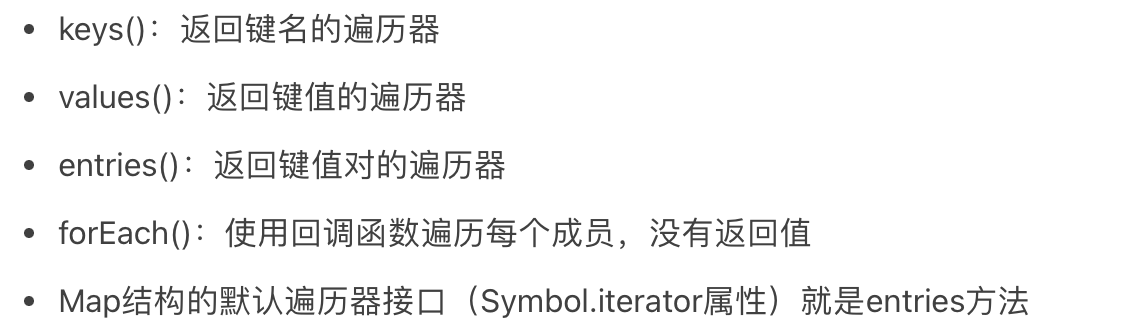 • keys()：返回键名的遍历器
• values()：返回键值的遍历器
• entries()：返回键值对的遍历器
• forEach()：使用回调函数遍历每个成员，没有返回值
• Map结构的默认遍历器接口（Symbol.iterator属性）就是entries方法